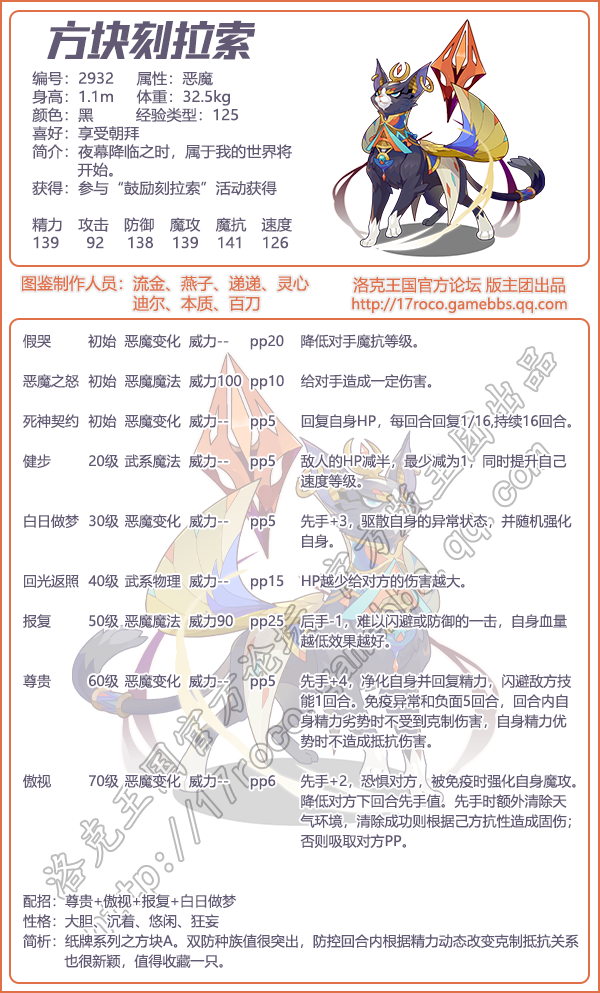 方块刻拉索
编号：2932 属性：恶魔
身高：1.1m 体重：32.5kg
颜色：黑 经验类型：125
喜好：享受朝拜
简介：夜幕降临之时，属于我的世界将
开始。
获得：参与“鼓励刻拉索”活动获得
精力 攻击 防御 魔攻 魔抗 速度
139 92 138 139 141 126
图鉴制作人员：流金、燕子、递递、灵心
迪尔、本质、百刀
洛克王国官方论坛 版主团出品
http://17roco.gamebbs.qq.com
假哭 初始 恶魔变化 威力-- pp20 降低对手魔抗等级。
恶魔之怒 初始 恶魔魔法 威力100 pp10 给对手造成一定伤害。
死神契约 初始 恶魔变化 威力-- pp5 回复自身HP，每回合回复1/16,持续16回合。
健步 20级 武系魔法 威力-- pp5 敌人的HP减半，最少减为1，同时提升自己
速度等级。
白日做梦 30级 恶魔变化 威力-- pp5 先手+3，驱散自身的异常状态，并随机强化
自身。
回光返照 40级 武系物理 威力-- pp15 HP越少给对方的伤害越大。
报复 50级 恶魔魔法 威力90 pp25 后手-1，难以闪避或防御的一击，自身血量
越低效果越好。
尊贵 60级 恶魔变化 威力-- pp5 先手+4，净化自身并回复精力，闪避敌方技
能1回合。免疫异常和负面5回合，回合内自
身精力劣势时不受到克制伤害，自身精力优
势时不造成抵抗伤害。
傲视 70级 恶魔变化 威力-- pp6 先手+2，恐惧对方，被免疫时强化自身魔攻。
降低对方下回合先手值。先手时额外清除天
气环境，清除成功则根据己方抗性造成固伤；
否则吸取对方PP。
洛克王国官方论坛版主团出品
http://17roco.gamebbs.qq.com
配招：尊贵+傲视+报复+白日做梦
性格：大胆、沉着、悠闲、狂妄
简析：纸牌系列之方块A。双防种族值很突出，防控回合内根据精力动态改变克制抵抗关系
也很新颖，值得收藏一只。